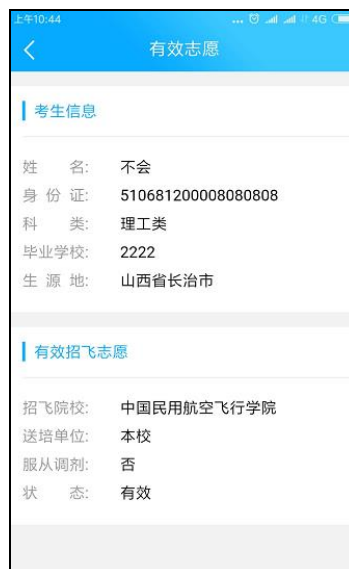 上午10:44 ... 4G
有效志愿
考生信息
姓 名: 不会
身 份 证: 510681200008080808
科 类: 理工类
毕业学校: 2222
生 源 地: 山西省长治市
有效招飞志愿
招飞院校: 中国民用航空飞行学院
送培单位: 本校
服从调剂: 否
状 态: 有效